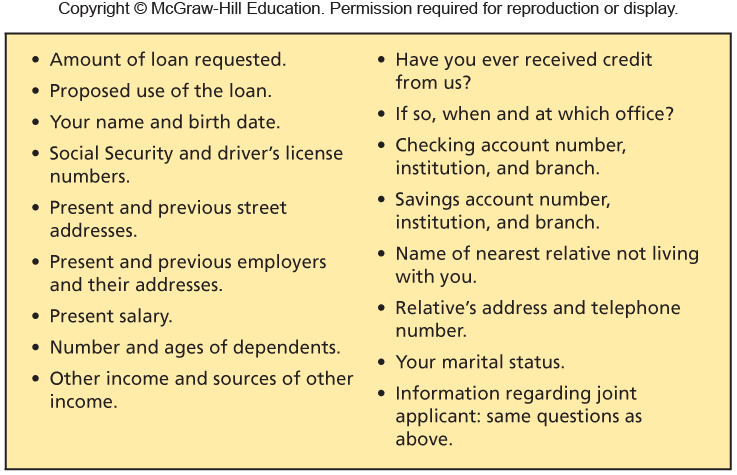 Copyright © McGraw-Hill Education. Permission required for reproduction or display.
• Amount of loan requested.
• Proposed use of the loan.
• Your name and birth date.
• Social Security and driver's license
numbers.
• Present and previous street
addresses.
• Present and previous employers
and their addresses.
• Present salary.
• Number and ages of dependents.
• Other income and sources of other
income.
• Have you ever received credit
from us?
• If so, when and at which office?
• Checking account number,
institution, and branch.
• Savings account number,
institution, and branch.
• Name of nearest relative not living
with you.
• Relative's address and telephone
number.
• Your marital status.
• Information regarding joint
applicant: same questions as
above.